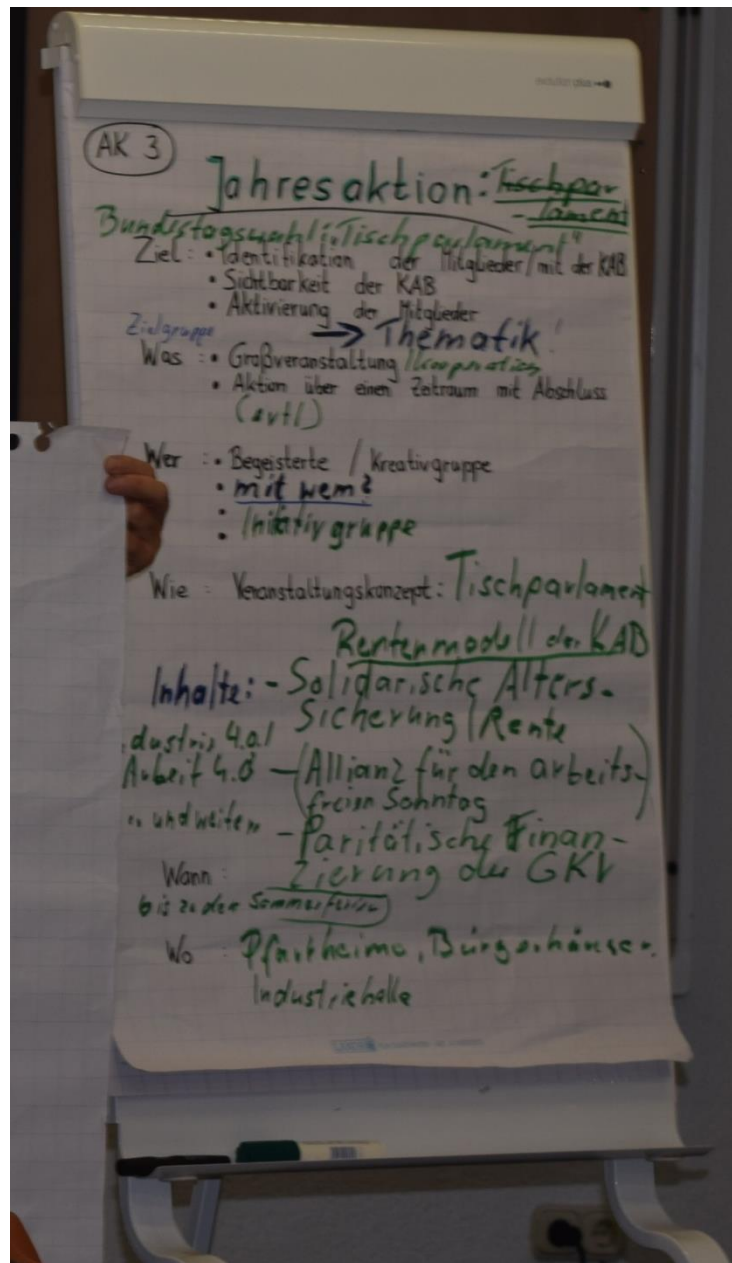 AK 3
Jahresaktion: Tischpar
- lament
Bundestagswahl: "Tischparlament"
Ziel: • Identifikation der Mitglieder / mit der KAB
• Sichtbarkeit der KAB
• Aktivierung der Mitglieder
Zielgruppe → Thematik!
Was : • Großveranstaltung / Kooperation
• Aktion über einen Zeitraum mit Abschluss
(evtl)
Wer : • Begeisterte / Kreativgruppe
• mit wem?
• Initiativgruppe
Wie : Veranstaltungskonzept: Tischparlament
Rentenmodell der KAB
Inhalte: - Solidarische Alters-
Sicherung / Rente
dustrie 4.0 /
Arbeit 4.0 - (Allianz für den arbeits-
freien Sonntag)
" und weitere - Paritätische Finan-
Wann : zierung der GKV
bis zu den Sommerferien
Wo : Pfarrheime, Bürgerhäuser,
Industriehalle